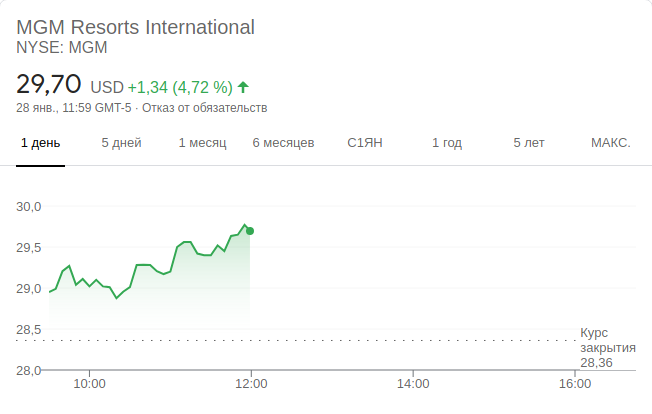 MGM Resorts International
NYSE: MGM
29,70 USD +1,34 (4,72 %)
28 янв., 11:59 GMT-5 · Отказ от обязательств
1 день 5 дней 1 месяц 6 месяцев С1ЯН 1 год 5 лет МАКС.
30,0
29,5
29,0
28,5
Курс
закрытия
28,36
28,0
10:00 12:00 14:00 16:00